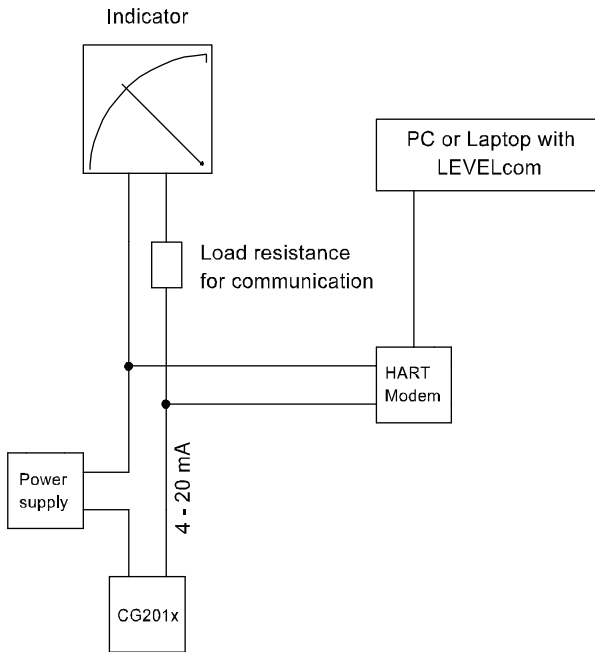 Indicator
PC or Laptop with
LEVELcom
Load resistance
for communication
HART
Modem
Power
supply
4 - 20 mA
CG201x